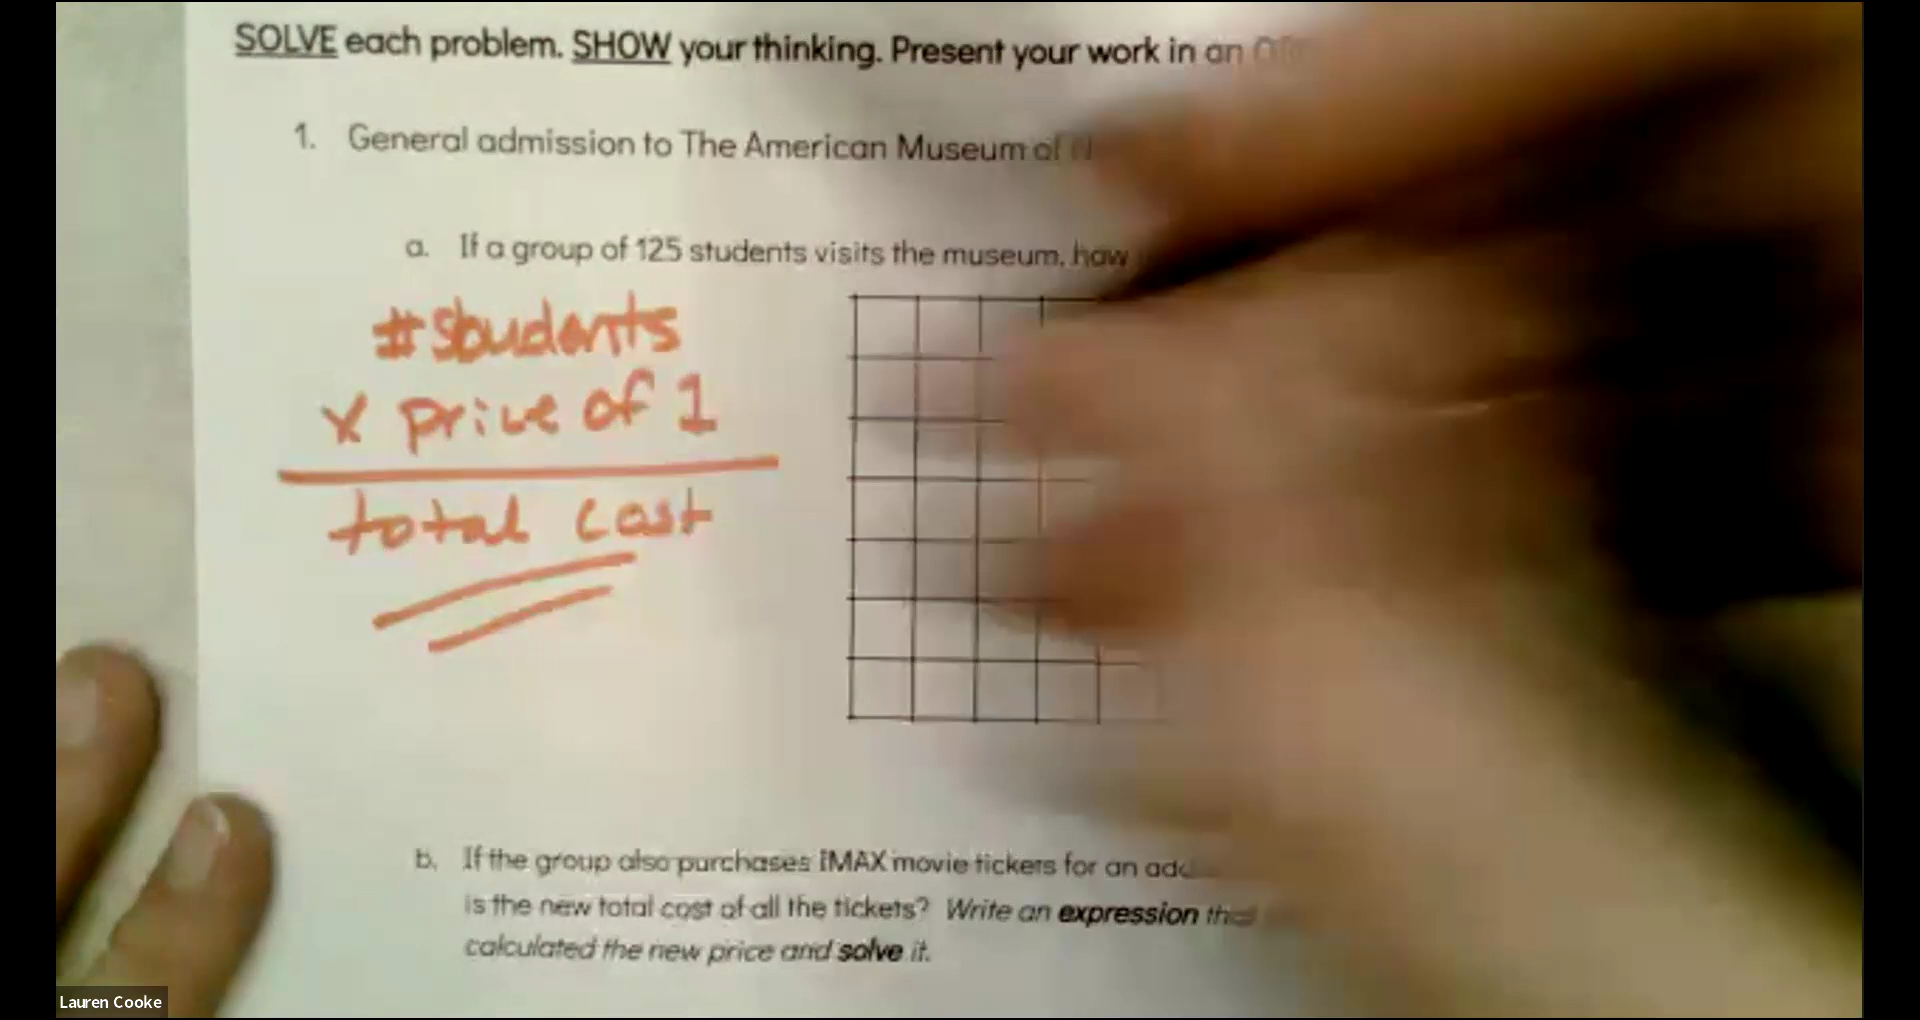 SOLVE each problem. SHOW your thinking. Present your work in an
1. General admission to The American Museum of
a. If a group of 125 students visits the museum, how
#students
x price of 1
total cost
b. If the group also purchases IMAX movie tickers for an
is the new total cost of all the tickets? Write an expression
calculated the new price and solve it.
Lauren Cooke